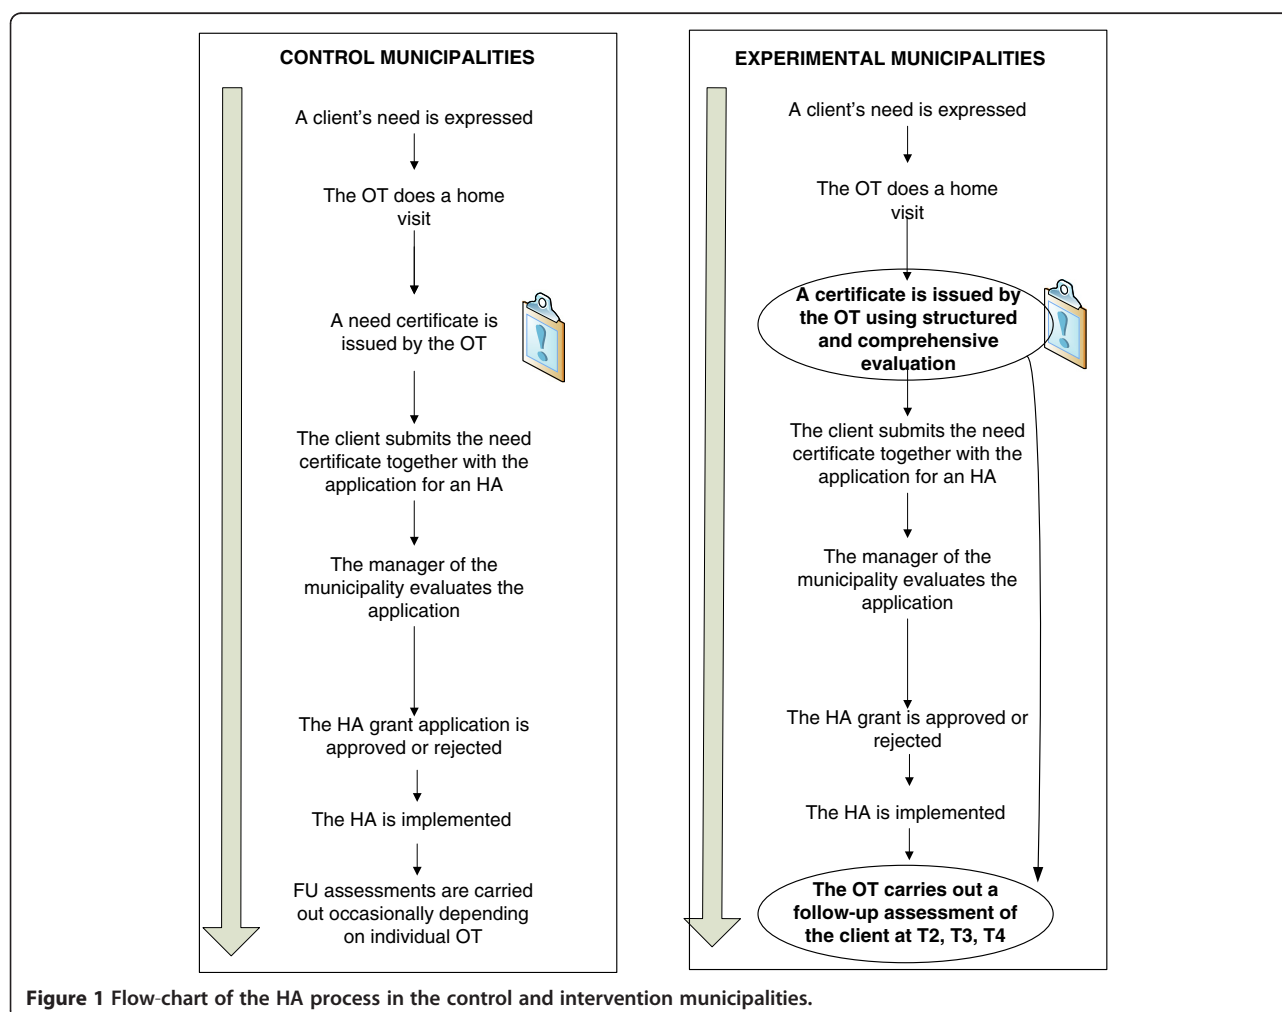 CONTROL MUNICIPALITIES
A client's need is expressed
The OT does a home
visit
A need certificate is
issued by the OT
The client submits the need
certificate together with the
application for an HA
The manager of the
municipality evaluates the
application
The HA grant application is
approved or rejected
The HA is implemented
FU assessments are carried
out occasionally depending
on individual OT
EXPERIMENTAL MUNICIPALITIES
A client's need is expressed
The OT does a home
visit
A certificate is issued by
the OT using structured
and comprehensive
evaluation
The client submits the need
certificate together with the
application for an HA
The manager of the
municipality evaluates the
application
The HA grant is approved or
rejected
The HA is implemented
The OT carries out a
follow-up assessment of
the client at T2, T3, T4
Figure 1 Flow-chart of the HA process in the control and intervention municipalities.